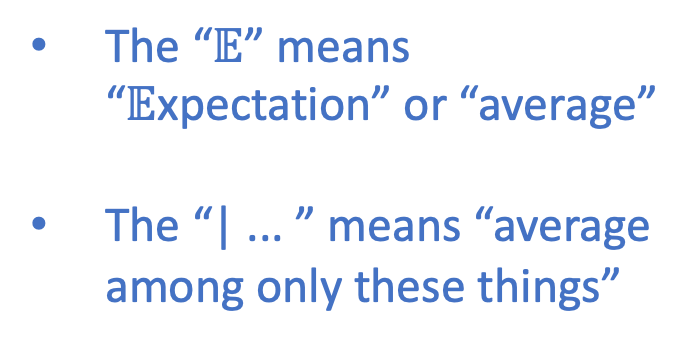 • The “𝔼” means
“𝔼xpectation” or “average”
• The “| ... ” means “average
among only these things”